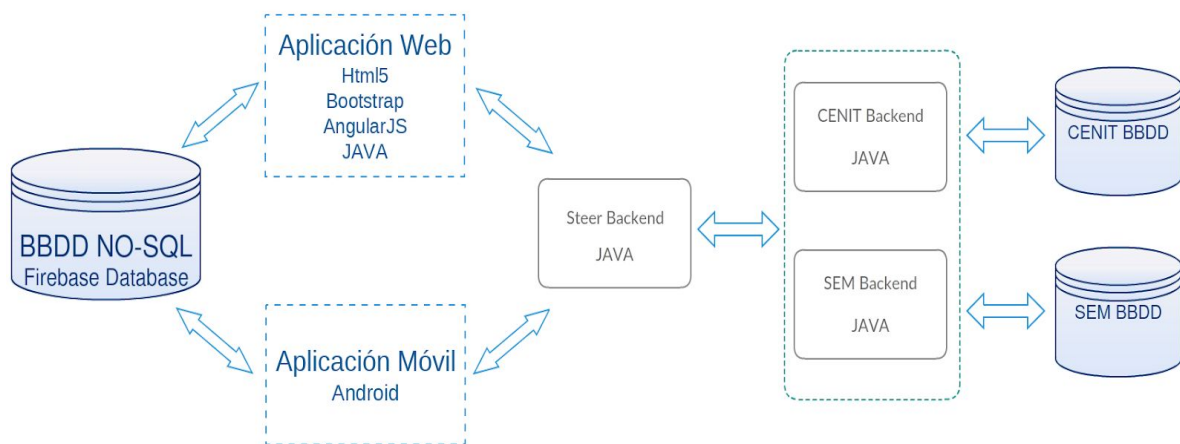 Aplicación Web
Html5
Bootstrap
AngularJS
JAVA
BBDD NO-SQL
Firebase Database
Aplicación Móvil
Android
Steer Backend
JAVA
CENIT Backend
JAVA
SEM Backend
JAVA
CENIT BBDD
SEM BBDD